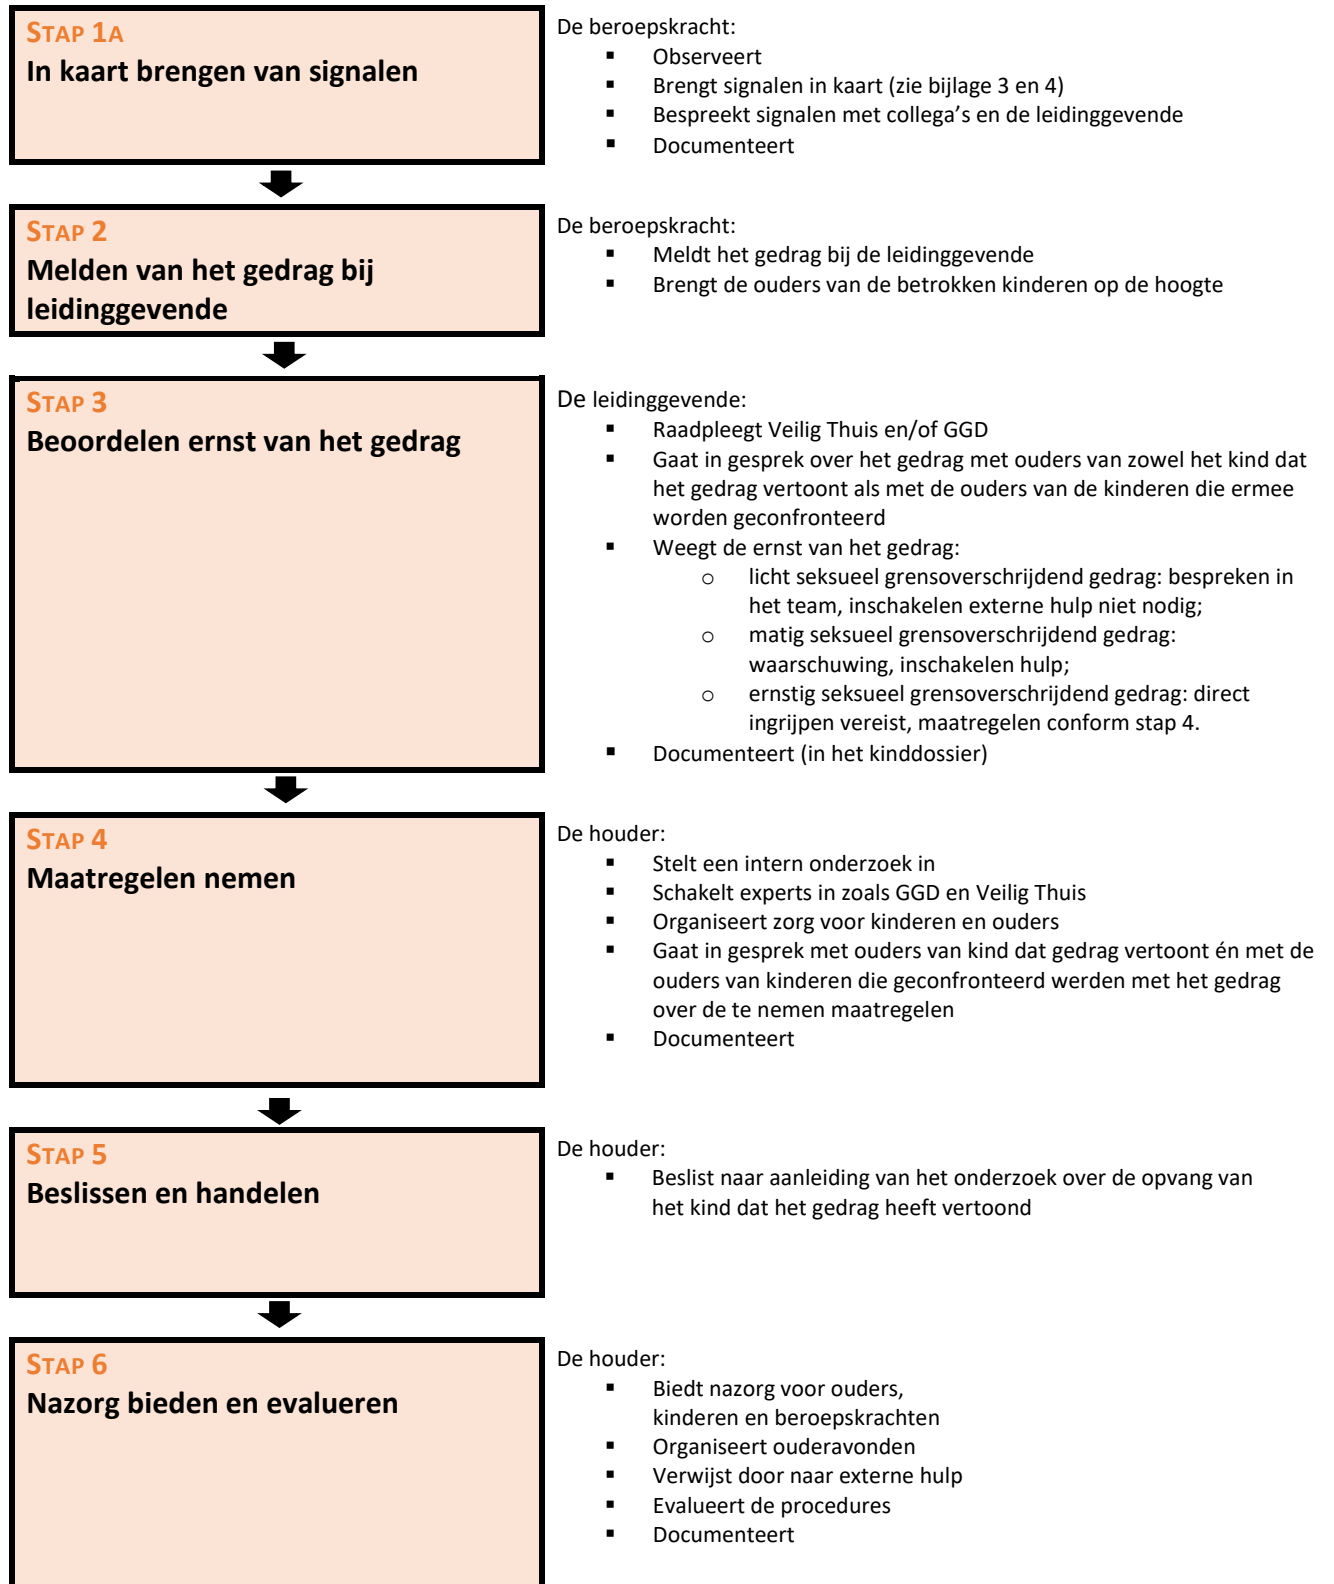 STAP 1A
In kaart brengen van signalen
De beroepskracht:
▪ Observeert
▪ Brengt signalen in kaart (zie bijlage 3 en 4)
▪ Bespreekt signalen met collega’s en de leidinggevende
▪ Documenteert
STAP 2
Melden van het gedrag bij
leidinggevende
De beroepskracht:
▪ Meldt het gedrag bij de leidinggevende
▪ Brengt de ouders van de betrokken kinderen op de hoogte
STAP 3
Beoordelen ernst van het gedrag
De leidinggevende:
▪ Raadpleegt Veilig Thuis en/of GGD
▪ Gaat in gesprek over het gedrag met ouders van zowel het kind dat
het gedrag vertoont als met de ouders van de kinderen die ermee
worden geconfronteerd
▪ Weegt de ernst van het gedrag:
o licht seksueel grensoverschrijdend gedrag: bespreken in
het team, inschakelen externe hulp niet nodig;
o matig seksueel grensoverschrijdend gedrag:
waarschuwing, inschakelen hulp;
o ernstig seksueel grensoverschrijdend gedrag: direct
ingrijpen vereist, maatregelen conform stap 4.
▪ Documenteert (in het kinddossier)
STAP 4
Maatregelen nemen
De houder:
▪ Stelt een intern onderzoek in
▪ Schakelt experts in zoals GGD en Veilig Thuis
▪ Organiseert zorg voor kinderen en ouders
▪ Gaat in gesprek met ouders van kind dat gedrag vertoont én met de
ouders van kinderen die geconfronteerd werden met het gedrag
over de te nemen maatregelen
▪ Documenteert
STAP 5
Beslissen en handelen
De houder:
▪ Beslist naar aanleiding van het onderzoek over de opvang van
het kind dat het gedrag heeft vertoond
STAP 6
Nazorg bieden en evalueren
De houder:
▪ Biedt nazorg voor ouders,
kinderen en beroepskrachten
▪ Organiseert ouderavonden
▪ Verwijst door naar externe hulp
▪ Evalueert de procedures
▪ Documenteert